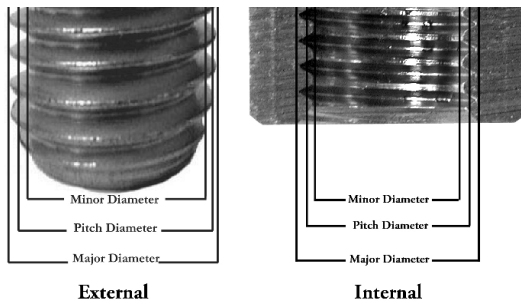 Minor Diameter
Pitch Diameter
Major Diameter
External
Minor Diameter
Pitch Diameter
Major Diameter
Internal